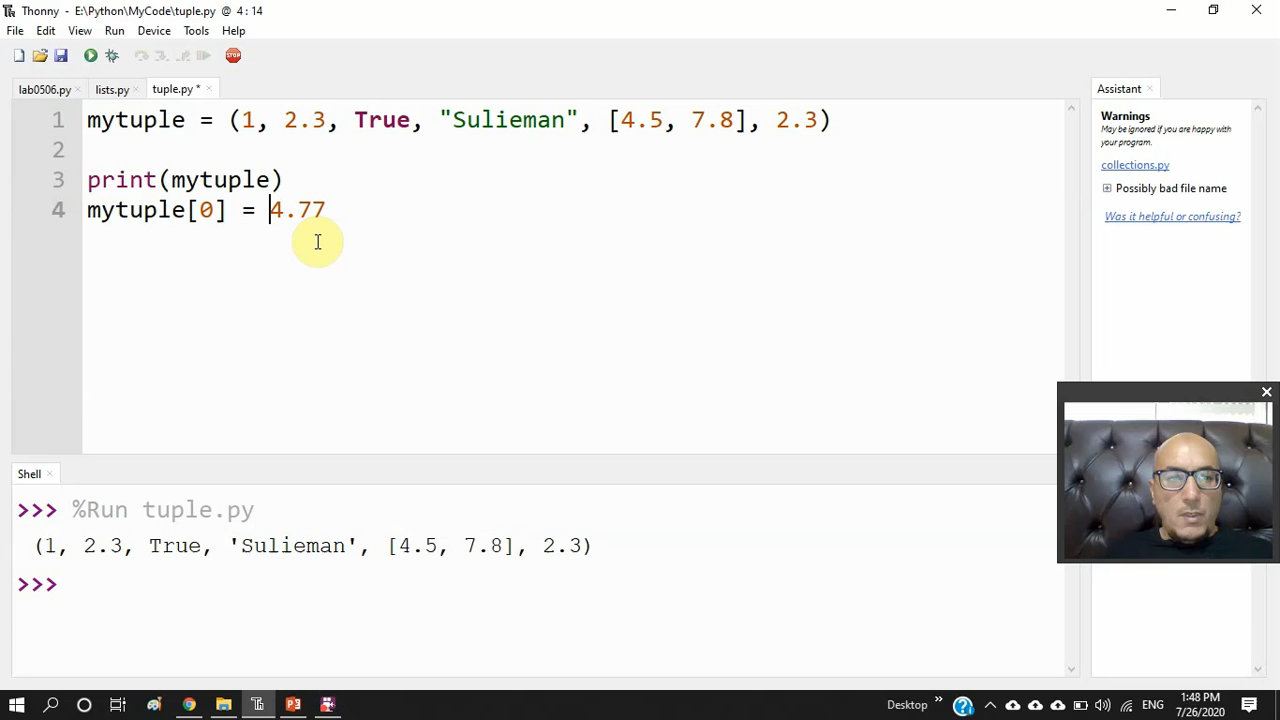 Thonny - E:\Python\MyCode\tuple.py @ 4 : 14
File Edit View Run Device Tools Help
STOP
lab0506.py lists.py tuple.py *
Assistant
1 mytuple = (1, 2.3, True, "Sulieman", [4.5, 7.8], 2.3)
2
3 print(mytuple)
4 mytuple[0] = 4.77
Warnings
May be ignored if you are happy with
your program.
collections.py
Possibly bad file name
Was it helpful or confusing?
Shell
>>> %Run tuple.py
(1, 2.3, True, 'Sulieman', [4.5, 7.8], 2.3)
>>>
Desktop
ENG
1:48 PM
7/26/2020